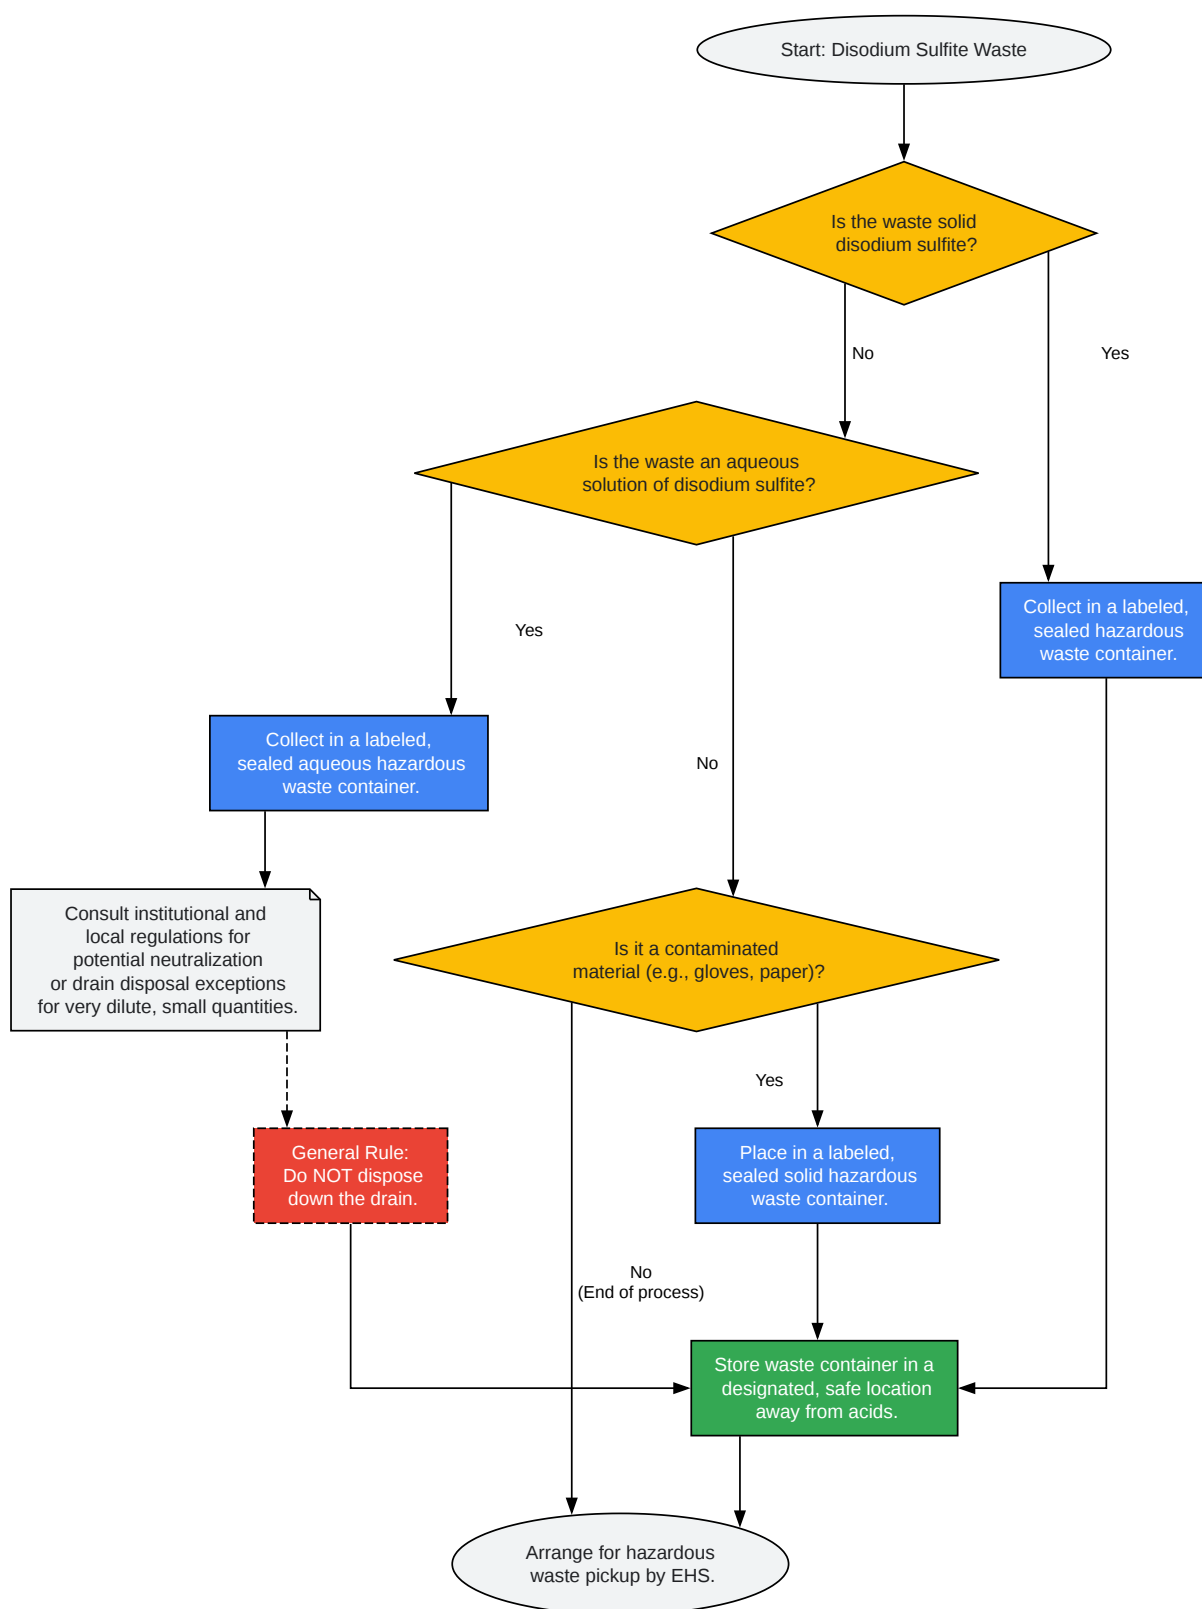 Start: Disodium Sulfite Waste
Is the waste solid
disodium sulfite?
No
Yes
Is the waste an aqueous
solution of disodium sulfite?
Collect in a labeled,
sealed hazardous
waste container.
Yes
Collect in a labeled,
sealed aqueous hazardous
waste container.
No
Consult institutional and
local regulations for
potential neutralization
or drain disposal exceptions
for very dilute, small quantities.
Is it a contaminated
material (e.g., gloves, paper)?
Yes
General Rule:
Do NOT dispose
down the drain.
Place in a labeled,
sealed solid hazardous
waste container.
No
(End of process)
Store waste container in a
designated, safe location
away from acids.
Arrange for hazardous
waste pickup by EHS.